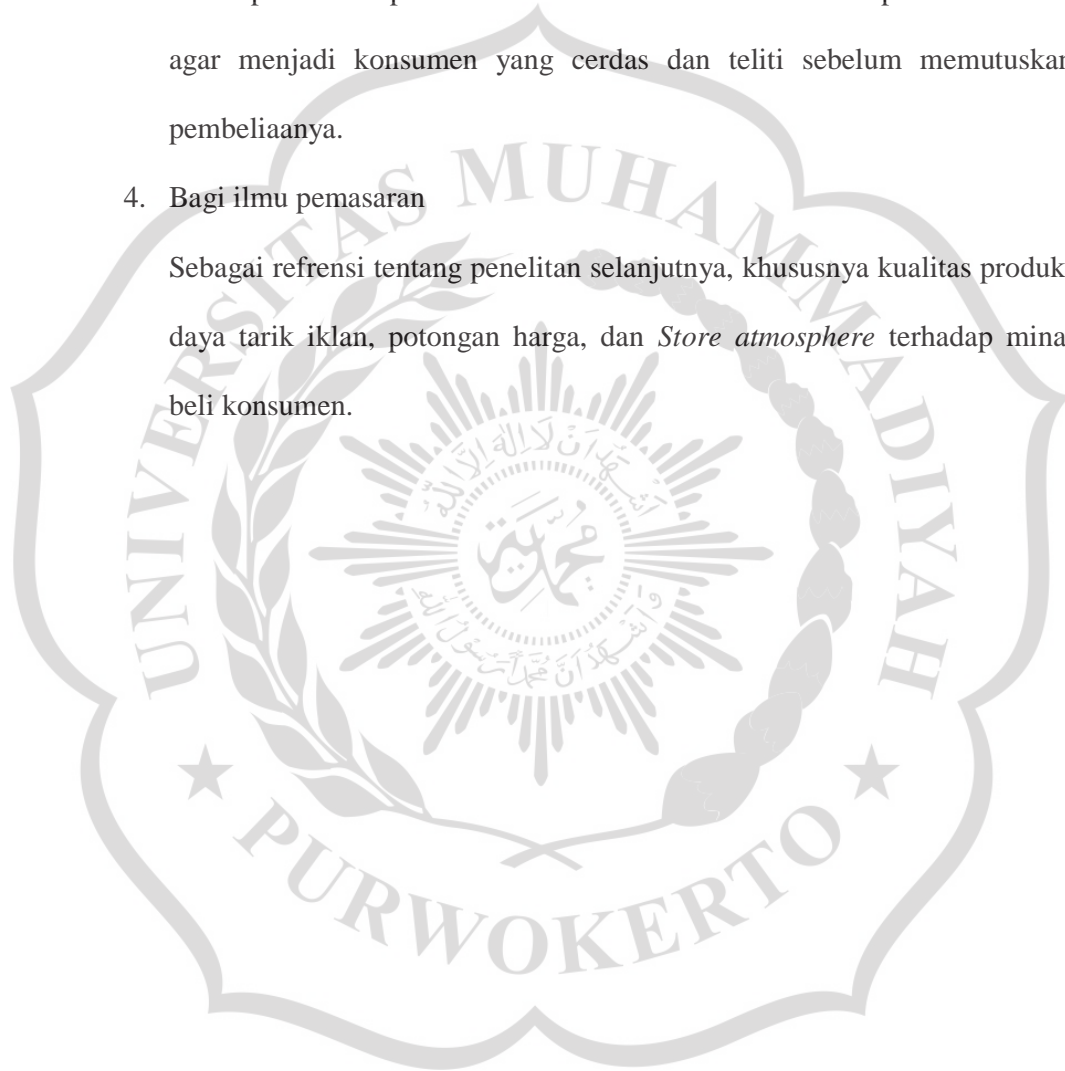 agar menjadi konsumen yang cerdas dan teliti sebelum memutuskan
pembeliaanya.
4. Bagi ilmu pemasaran
Sebagai refrensi tentang penelitan selanjutnya, khususnya kualitas produk
daya tarik iklan, potongan harga, dan Store atmosphere terhadap mina
beli konsumen.
UNIVERSITAS MUHAMMADIYAH
PURWOKERTO